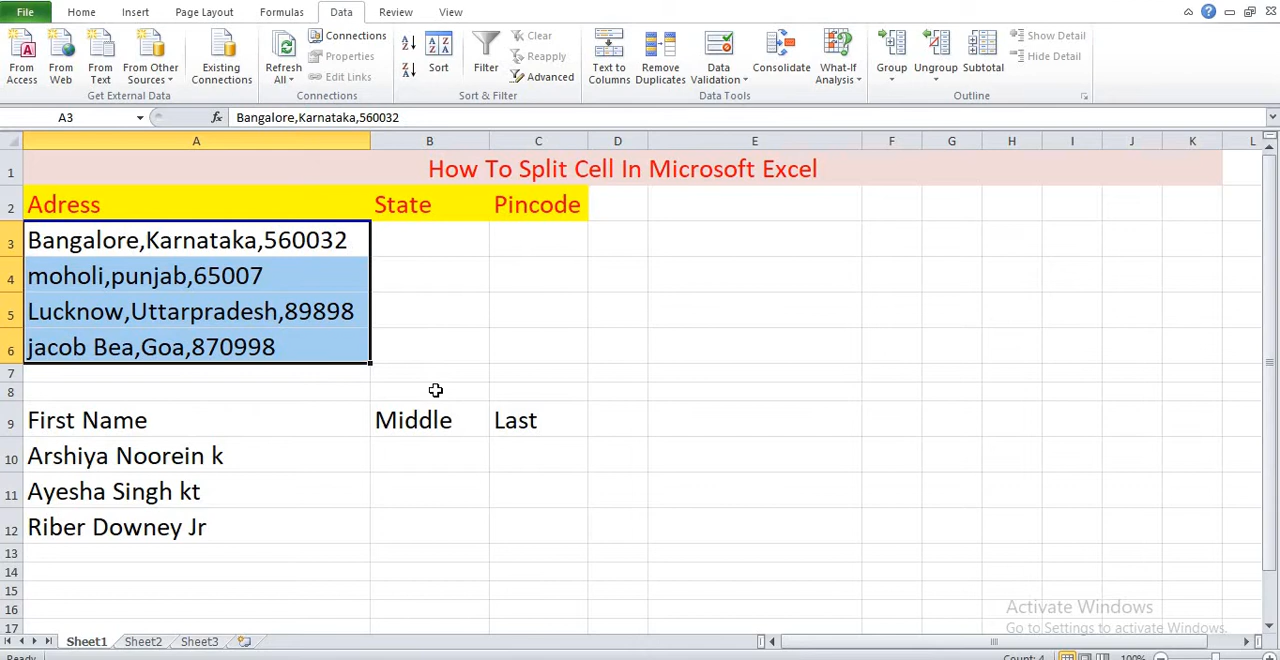 File Home Insert Page Layout Formulas Data Review View
From Access From Web From Text From Other Sources Existing Connections Refresh All Connections Properties Edit Links Sort Filter Clear Reapply Advanced Text to Columns Remove Duplicates Data Validation Consolidate What-If Analysis Group Ungroup Subtotal Show Detail Hide Detail
Get External Data Connections Sort & Filter Data Tools Outline
A3 fx Bangalore,Karnataka,560032
A B C D E F G H I J K L
1 How To Split Cell In Microsoft Excel
2 Adress State Pincode
3 Bangalore,Karnataka,560032
4 moholi,punjab,65007
5 Lucknow,Uttarpradesh,89898
6 jacob Bea,Goa,870998
7
8
9 First Name Middle Last
10 Arshiya Noorein k
11 Ayesha Singh kt
12 Riber Downey Jr
13
14
15
16
17
Activate Windows
Go to Settings to activate Windows.
Sheet1 Sheet2 Sheet3
Ready Count: 4 100%